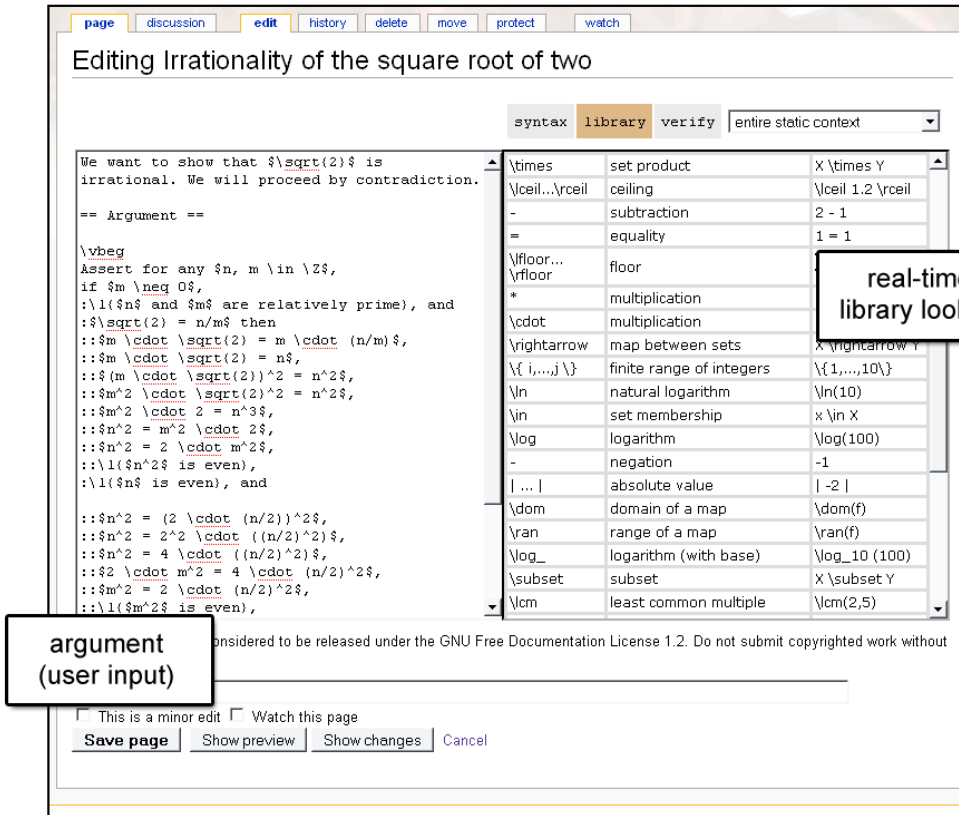 page discussion edit history delete move protect watch
Editing Irrationality of the square root of two
syntax library verify entire static context
We want to show that $\sqrt{2}$ is
irrational. We will proceed by contradiction.
== Argument ==
\vbeg
Assert for any $n, m \in \Z$,
if $m \neq 0$,
:\l{$n$ and $m$ are relatively prime}, and
:$\sqrt{2} = n/m$ then
::$m \cdot \sqrt{2} = m \cdot (n/m)$,
::$m \cdot \sqrt{2} = n$,
::$(m \cdot \sqrt{2})^2 = n^2$,
::$m^2 \cdot \sqrt{2}^2 = n^2$,
::$m^2 \cdot 2 = n^3$,
::$n^2 = m^2 \cdot 2$,
::$n^2 = 2 \cdot m^2$,
::\l{$n^2$ is even},
:\l{$n$ is even}, and
::$n^2 = (2 \cdot (n/2))^2$,
::$n^2 = 2^2 \cdot ((n/2)^2)$,
::$n^2 = 4 \cdot ((n/2)^2)$,
::$2 \cdot m^2 = 4 \cdot (n/2)^2$,
::$m^2 = 2 \cdot (n/2)^2$,
::\l{$m^2$ is even},
\times set product X \times Y
\lceil...\rceil ceiling \lceil 1.2 \rceil
- subtraction 2 - 1
= equality 1 = 1
\lfloor...
\rfloor floor
* multiplication
\cdot multiplication
\rightarrow map between sets X \rightarrow Y
\{ i,...,j \} finite range of integers \{1,...,10\}
\ln natural logarithm \ln(10)
\in set membership x \in X
\log logarithm \log(100)
- negation -1
| ... | absolute value | -2 |
\dom domain of a map \dom(f)
\ran range of a map \ran(f)
\log_ logarithm (with base) \log_10 (100)
\subset subset X \subset Y
\lcm least common multiple \lcm(2,5)
real-time
library look
argument
(user input)
onsidered to be released under the GNU Free Documentation License 1.2. Do not submit copyrighted work without
This is a minor edit Watch this page
Save page Show preview Show changes Cancel